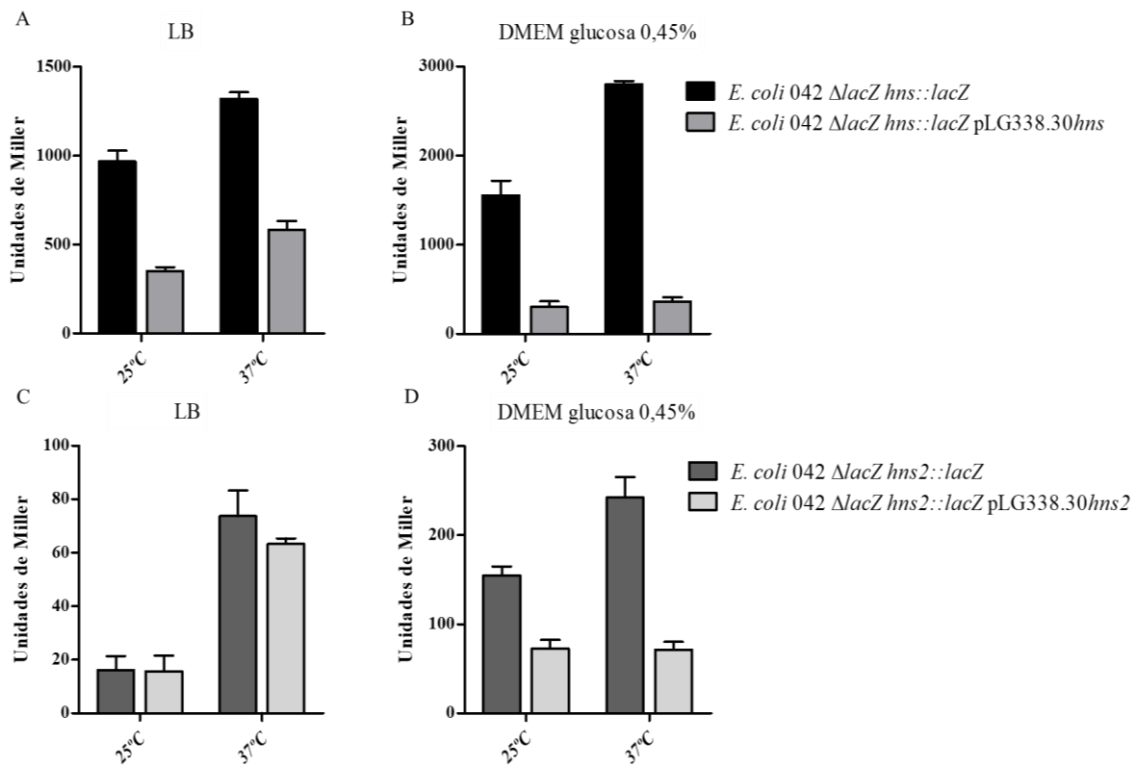 A
LB
Unidades de Miller
1500
1000
500
0
25ºC
37ºC
B
DMEM glucosa 0,45%
Unidades de Miller
3000
2000
1000
0
25ºC
37ºC
E. coli 042 ΔlacZ hns::lacZ
E. coli 042 ΔlacZ hns::lacZ pLG338.30hns
C
LB
Unidades de Miller
100
80
60
40
20
0
25ºC
37ºC
D
DMEM glucosa 0,45%
Unidades de Miller
300
200
100
0
25ºC
37ºC
E. coli 042 ΔlacZ hns2::lacZ
E. coli 042 ΔlacZ hns2::lacZ pLG338.30hns2